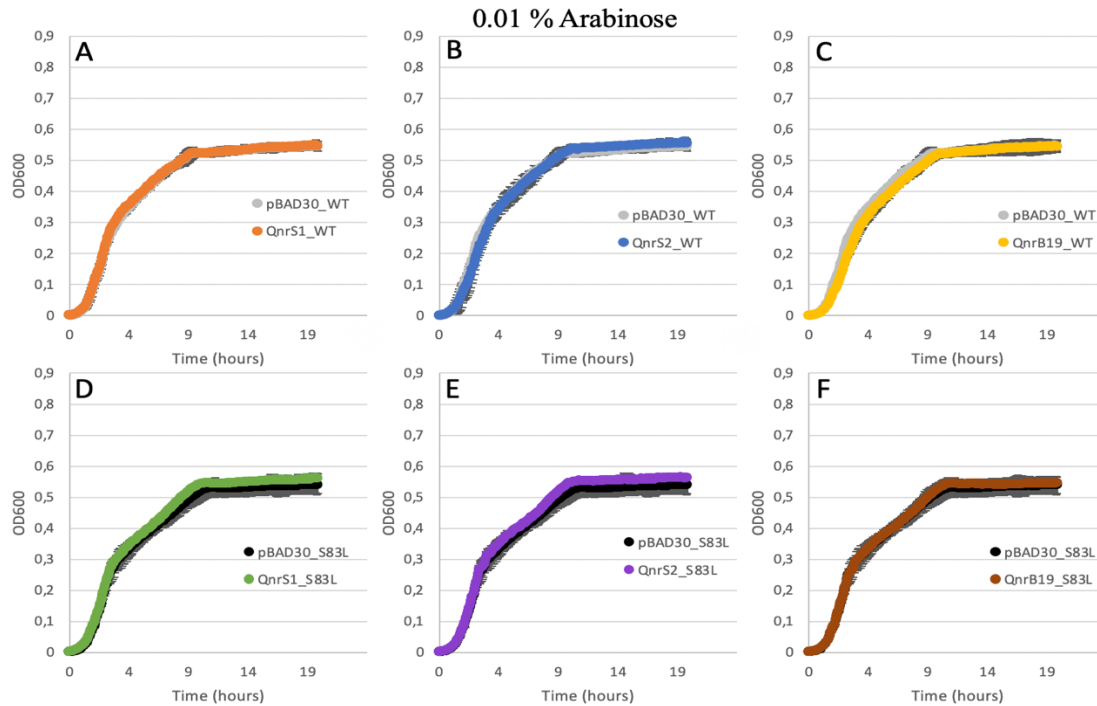 0.01 % Arabinose
A
0,9
0,8
0,7
0,6
0,5
0,4
0,3
0,2
0,1
0
OD600
pBAD30_WT
QnrS1_WT
-1 4 9 14 19
Time (hours)
B
0,9
0,8
0,7
0,6
0,5
0,4
0,3
0,2
0,1
0
OD600
pBAD30_WT
QnrS2_WT
-1 4 9 14 19
Time (hours)
C
0,9
0,8
0,7
0,6
0,5
0,4
0,3
0,2
0,1
0
OD600
pBAD30_WT
QnrB19_WT
-1 4 9 14 19
Time (hours)
D
0,9
0,8
0,7
0,6
0,5
0,4
0,3
0,2
0,1
0
OD600
pBAD30_S83L
QnrS1_S83L
-1 4 9 14 19
Time (hours)
E
0,9
0,8
0,7
0,6
0,5
0,4
0,3
0,2
0,1
0
OD600
pBAD30_S83L
QnrS2_S83L
-1 4 9 14 19
Time (hours)
F
0,9
0,8
0,7
0,6
0,5
0,4
0,3
0,2
0,1
0
OD600
pBAD30_S83L
QnrB19_S83L
-1 4 9 14 19
Time (hours)